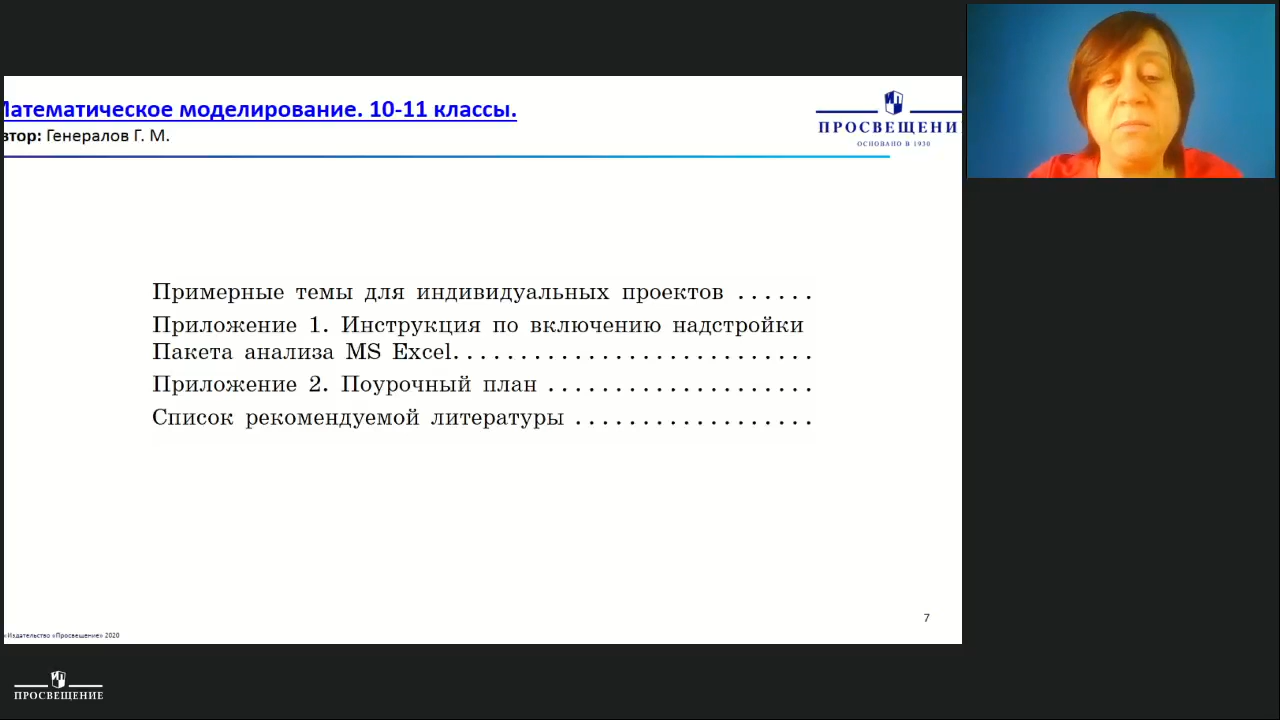 Математическое моделирование. 10-11 классы.
втор: Генералов Г. М.
ПРОСВЕЩЕНИ
ОСНОВАНО В 1930
Примерные темы для индивидуальных проектов ......
Приложение 1. Инструкция по включению надстройки
Пакета анализа MS Excel...........................
Приложение 2. Поурочный план ....................
Список рекомендуемой литературы ..................
7
«Издательство «Просвещение» 2020
ПРОСВЕЩЕНИЕ